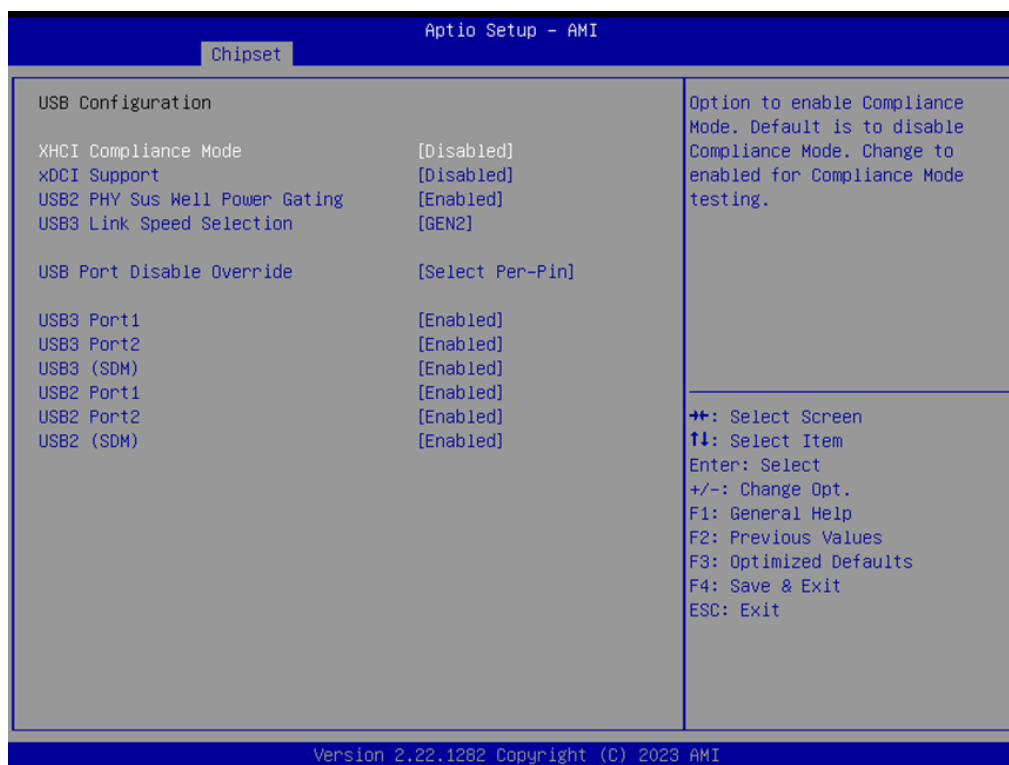 Aptio Setup – AMI
Chipset
USB Configuration
XHCI Compliance Mode [Disabled]
xDCI Support [Disabled]
USB2 PHY Sus Well Power Gating [Enabled]
USB3 Link Speed Selection [GEN2]
USB Port Disable Override [Select Per-Pin]
USB3 Port1 [Enabled]
USB3 Port2 [Enabled]
USB3 (SDM) [Enabled]
USB2 Port1 [Enabled]
USB2 Port2 [Enabled]
USB2 (SDM) [Enabled]
Option to enable Compliance
Mode. Default is to disable
Compliance Mode. Change to
enabled for Compliance Mode
testing.
→←: Select Screen
↑↓: Select Item
Enter: Select
+/-: Change Opt.
F1: General Help
F2: Previous Values
F3: Optimized Defaults
F4: Save & Exit
ESC: Exit
Version 2.22.1282 Copyright (C) 2023 AMI